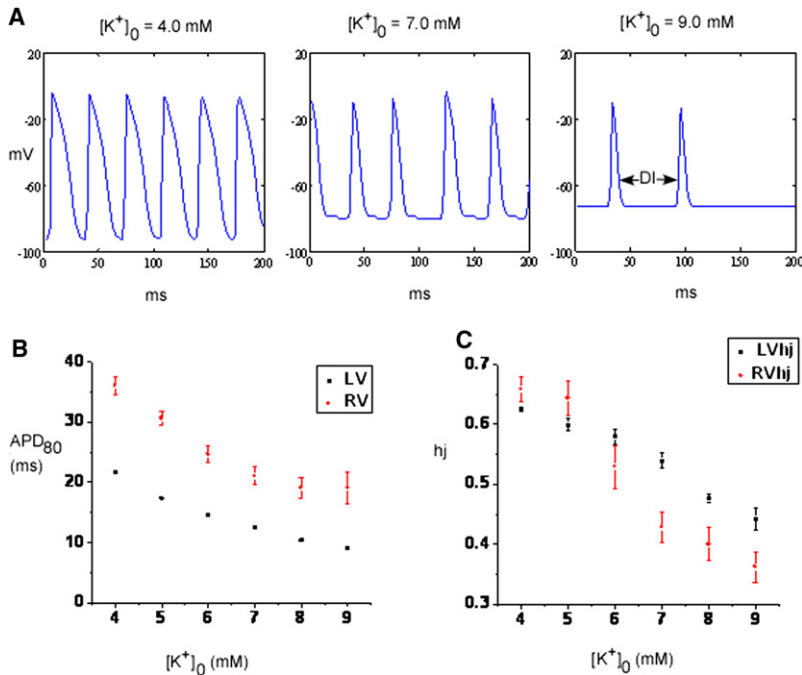 A
[K⁺]₀ = 4.0 mM
[K⁺]₀ = 7.0 mM
[K⁺]₀ = 9.0 mM
20
-20
mV
-60
-100
0 50 100 150 200
ms
20
-20
-60
-100
0 50 100 150 200
ms
20
-20
-60
-100
0 50 100 150 200
DI
ms
B
40
30
20
10
0
APD₈₀
(ms)
LV
RV
4 5 6 7 8 9
[K⁺]₀ (mM)
C
0.7
0.6
0.5
0.4
0.3
hj
LVhj
RVhj
4 5 6 7 8 9
[K⁺]₀ (mM)